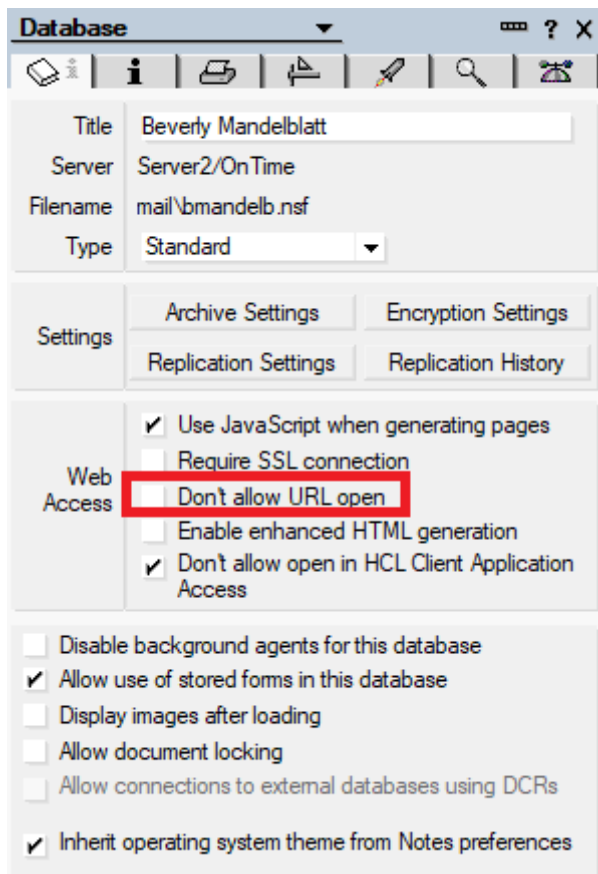 Database ? X
i i
Title Beverly Mandelblatt
Server Server2/OnTime
Filename mail\bmandelb.nsf
Type Standard
Settings
Archive Settings Encryption Settings
Replication Settings Replication History
Web Access
Use JavaScript when generating pages
Require SSL connection
Don't allow URL open
Enable enhanced HTML generation
Don't allow open in HCL Client Application
Access
Disable background agents for this database
Allow use of stored forms in this database
Display images after loading
Allow document locking
Allow connections to external databases using DCRs
Inherit operating system theme from Notes preferences